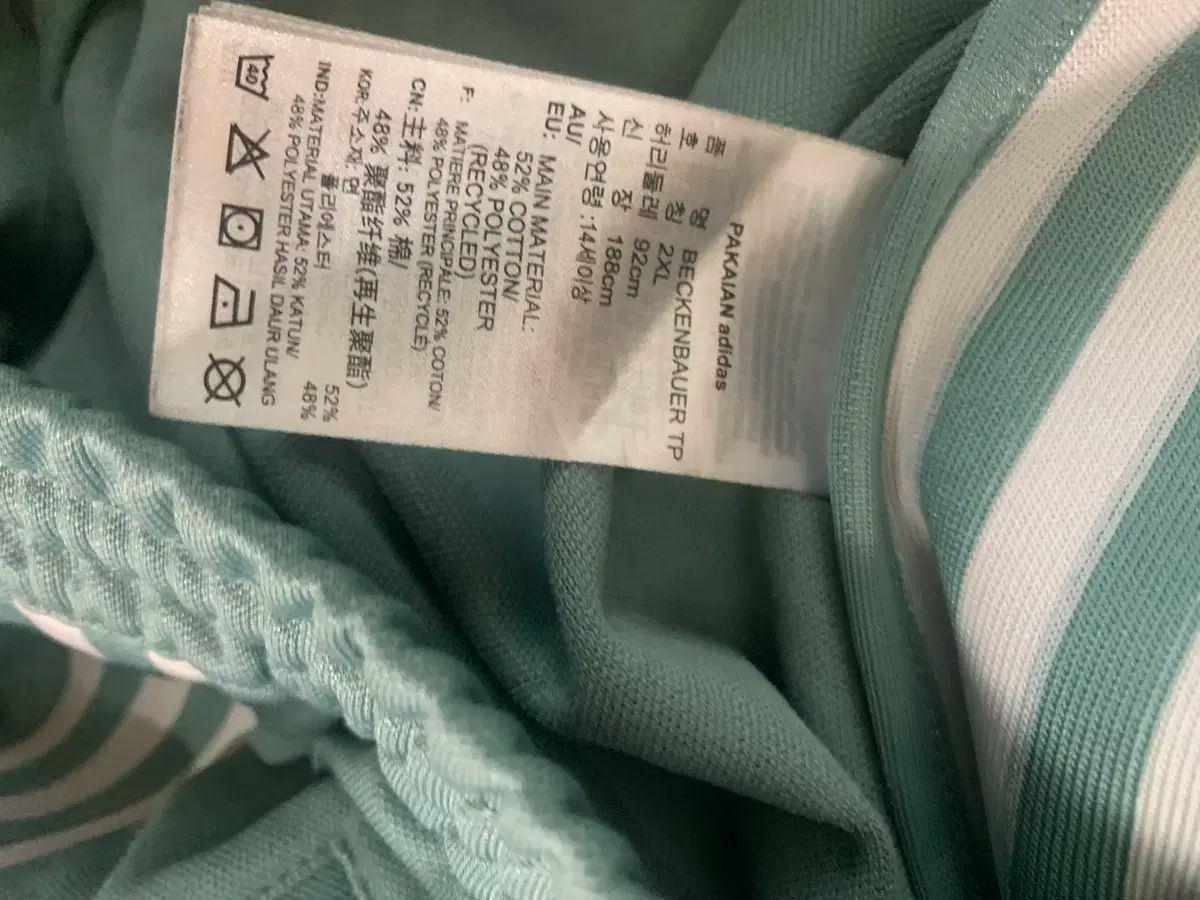 PAKAIAN adidas
품 명 BECKENBAUER TP
호 칭 2XL
허리둘레 92cm
신 장 188cm
사용연령 :14세이상
AU/
EU: MAIN MATERIAL:
52% COTTON/
48% POLYESTER
(RECYCLED)
F: MATIERE PRINCIPALE: 52% COTON/
48% POLYESTER (RECYCLÉ)
CN:主料: 52% 棉/
48% 聚酯纤维(再生聚酯)
KOR:주소재: 면 52%
폴리에스터 48%
IND:MATERIAL UTAMA: 52% KATUN/
48% POLYESTER HASIL DAUR ULANG
40